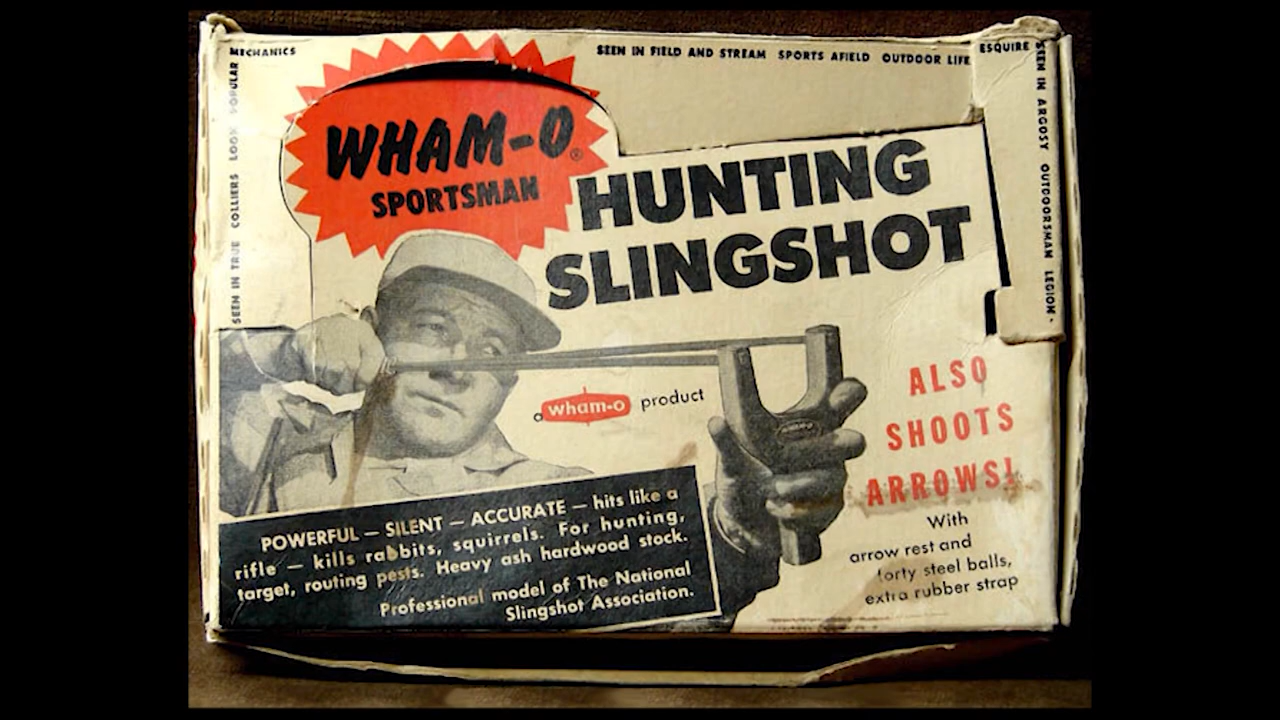 MECHANICS
SEEN IN FIELD AND STREAM SPORTS AFIELD OUTDOOR LIFE
ESQUIRE
SEEN IN TRUE COLLIERS LOOK POPULAR
SEEN IN ARGOSY OUTDOORSMAN LEGION
WHAM-O®
SPORTSMAN
HUNTING
SLINGSHOT
a wham-o product
WHAM-O
ALSO
SHOOTS
ARROWS!
With
arrow rest and
forty steel balls,
extra rubber strap
POWERFUL — SILENT — ACCURATE — hits like a
rifle — kills rabbits, squirrels. For hunting,
target, routing pests. Heavy ash hardwood stock.
Professional model of The National
Slingshot Association.